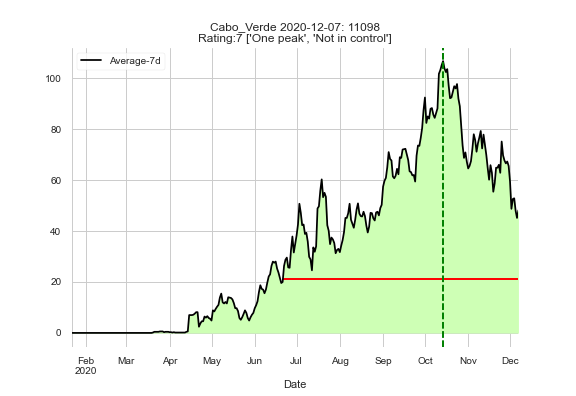 Cabo_Verde 2020-12-07: 11098
Rating:7 ['One peak', 'Not in control']
Average-7d
100
80
60
40
20
0
Feb Mar Apr May Jun Jul Aug Sep Oct Nov Dec
2020
Date